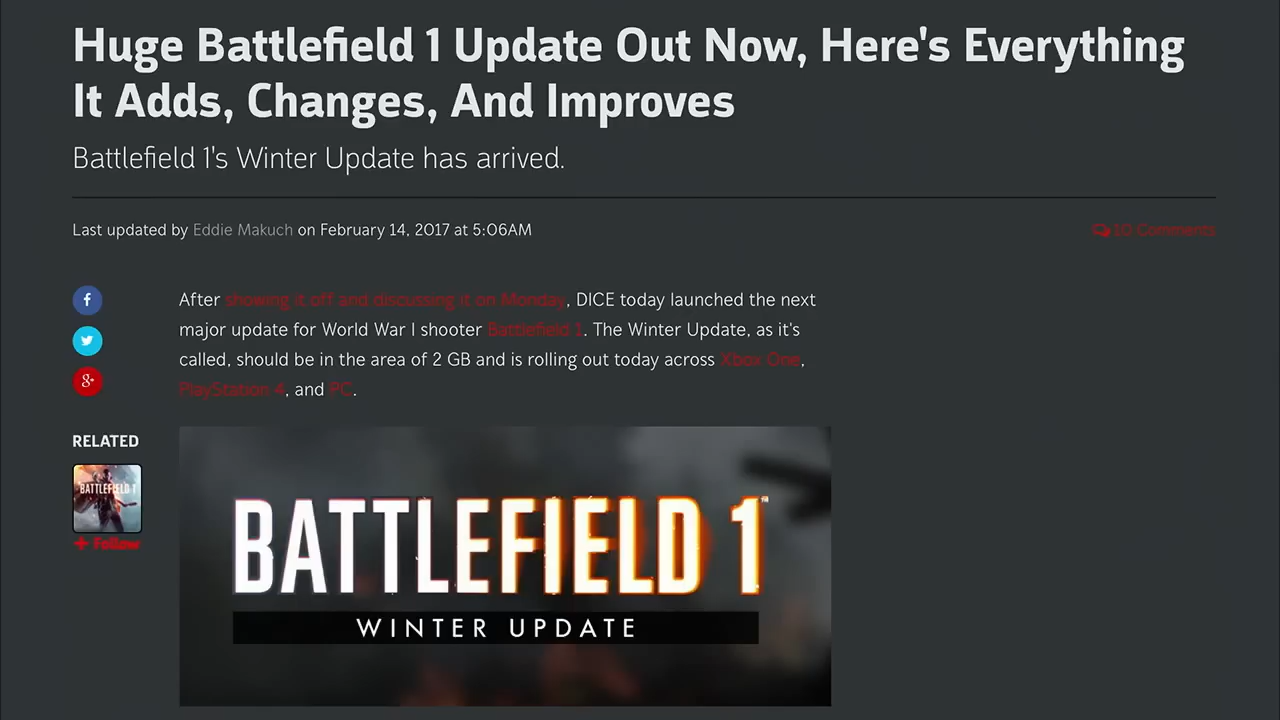 Huge Battlefield 1 Update Out Now, Here's Everything
It Adds, Changes, And Improves
Battlefield 1's Winter Update has arrived.
Last updated by Eddie Makuch on February 14, 2017 at 5:06AM
10 Comments
f
g+
After showing it off and discussing it on Monday, DICE today launched the next
major update for World War I shooter Battlefield 1. The Winter Update, as it's
called, should be in the area of 2 GB and is rolling out today across Xbox One,
PlayStation 4, and PC.
RELATED
BATTLEFIELD 1
+ Follow
BATTLEFIELD 1™
WINTER UPDATE